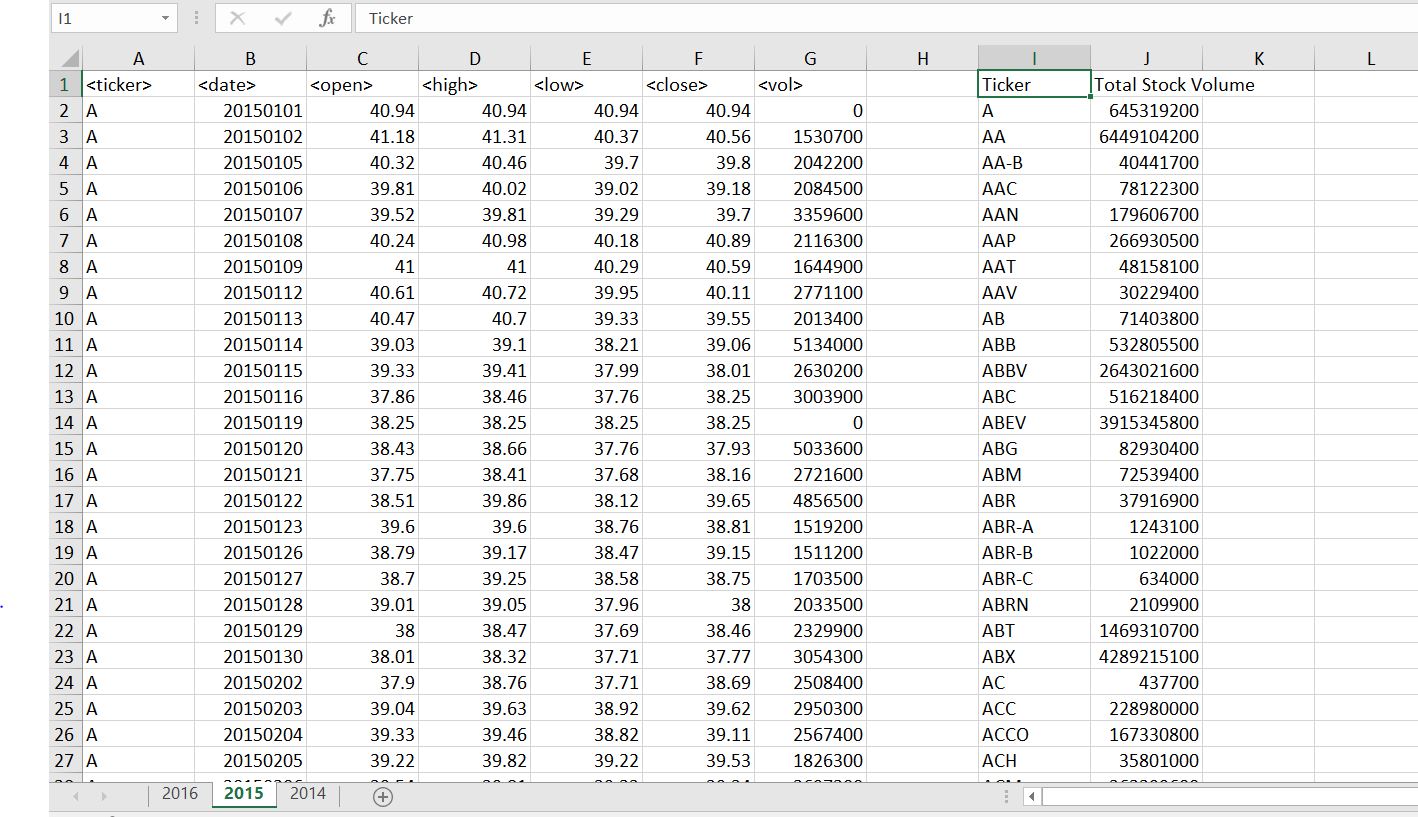 I1 fx Ticker
A B C D E F G H I J K L
1 <ticker> <date> <open> <high> <low> <close> <vol> Ticker Total Stock Volume
2 A 20150101 40.94 40.94 40.94 40.94 0 A 645319200
3 A 20150102 41.18 41.31 40.37 40.56 1530700 AA 6449104200
4 A 20150105 40.32 40.46 39.7 39.8 2042200 AA-B 40441700
5 A 20150106 39.81 40.02 39.02 39.18 2084500 AAC 78122300
6 A 20150107 39.52 39.81 39.29 39.7 3359600 AAN 179606700
7 A 20150108 40.24 40.98 40.18 40.89 2116300 AAP 266930500
8 A 20150109 41 41 40.29 40.59 1644900 AAT 48158100
9 A 20150112 40.61 40.72 39.95 40.11 2771100 AAV 30229400
10 A 20150113 40.47 40.7 39.33 39.55 2013400 AB 71403800
11 A 20150114 39.03 39.1 38.21 39.06 5134000 ABB 532805500
12 A 20150115 39.33 39.41 37.99 38.01 2630200 ABBV 2643021600
13 A 20150116 37.86 38.46 37.76 38.25 3003900 ABC 516218400
14 A 20150119 38.25 38.25 38.25 38.25 0 ABEV 3915345800
15 A 20150120 38.43 38.66 37.76 37.93 5033600 ABG 82930400
16 A 20150121 37.75 38.41 37.68 38.16 2721600 ABM 72539400
17 A 20150122 38.51 39.86 38.12 39.65 4856500 ABR 37916900
18 A 20150123 39.6 39.6 38.76 38.81 1519200 ABR-A 1243100
19 A 20150126 38.79 39.17 38.47 39.15 1511200 ABR-B 1022000
20 A 20150127 38.7 39.25 38.58 38.75 1703500 ABR-C 634000
21 A 20150128 39.01 39.05 37.96 38 2033500 ABRN 2109900
22 A 20150129 38 38.47 37.69 38.46 2329900 ABT 1469310700
23 A 20150130 38.01 38.32 37.71 37.77 3054300 ABX 4289215100
24 A 20150202 37.9 38.76 37.71 38.69 2508400 AC 437700
25 A 20150203 39.04 39.63 38.92 39.62 2950300 ACC 228980000
26 A 20150204 39.33 39.46 38.82 39.11 2567400 ACCO 167330800
27 A 20150205 39.22 39.82 39.22 39.53 1826300 ACH 35801000
2016 2015 2014